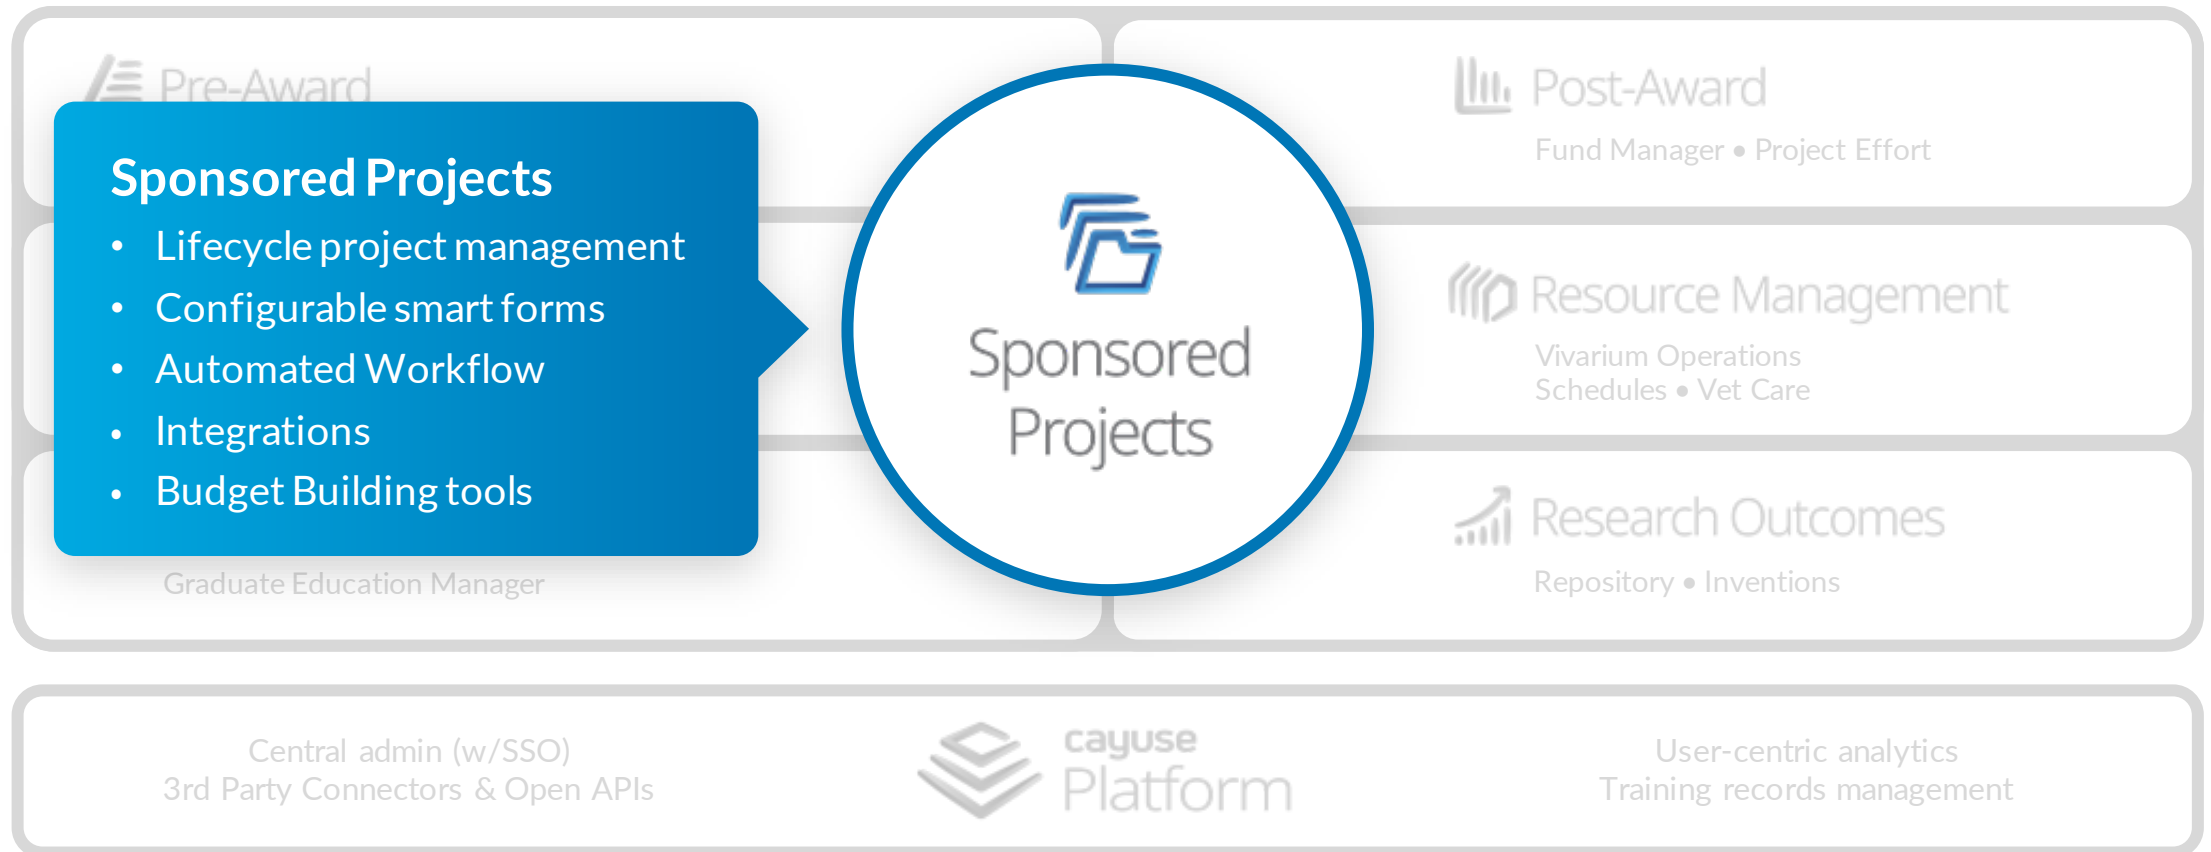 Pre-Award
Sponsored Projects
• Lifecycle project management
• Configurable smart forms
• Automated Workflow
• Integrations
• Budget Building tools
Graduate Education Manager
Sponsored
Projects
Post-Award
Fund Manager • Project Effort
Resource Management
Vivarium Operations
Schedules • Vet Care
Research Outcomes
Repository • Inventions
Central admin (w/SSO)
3rd Party Connectors & Open APIs
cayuse
Platform
User-centric analytics
Training records management